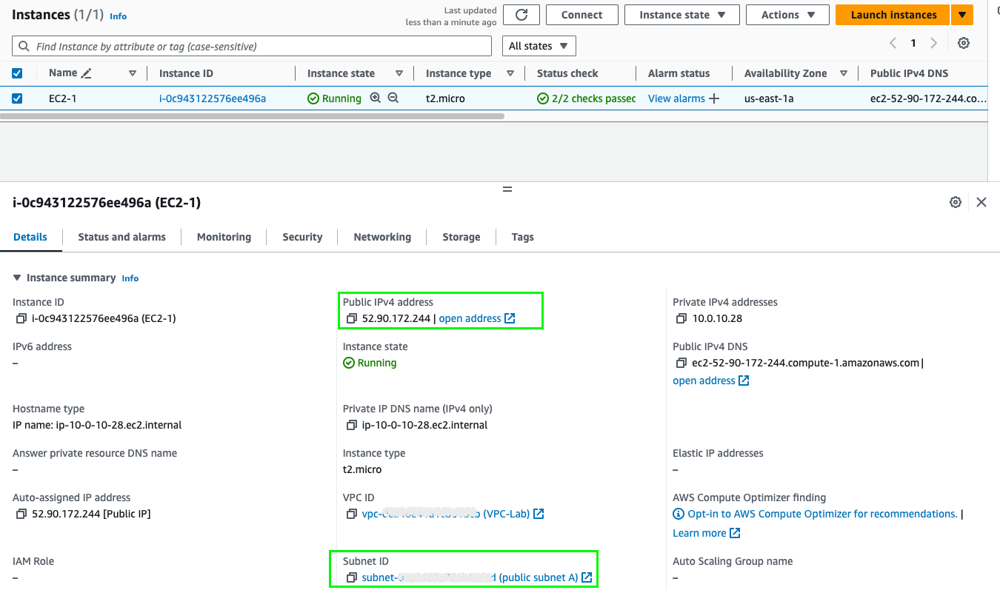 Instances (1/1) Info
Last updated
less than a minute ago
Connect
Instance state
Actions
Launch instances
Find Instance by attribute or tag (case-sensitive)
All states
1
Name Instance ID Instance state Instance type Status check Alarm status Availability Zone Public IPv4 DNS
EC2-1 i-0c943122576ee496a Running t2.micro 2/2 checks passed View alarms us-east-1a ec2-52-90-172-244.co...
i-0c943122576ee496a (EC2-1)
Details Status and alarms Monitoring Security Networking Storage Tags
Instance summary Info
Instance ID
i-0c943122576ee496a (EC2-1)
Public IPv4 address
52.90.172.244 | open address
Private IPv4 addresses
10.0.10.28
IPv6 address
–
Instance state
Running
Public IPv4 DNS
ec2-52-90-172-244.compute-1.amazonaws.com |
open address
Hostname type
IP name: ip-10-0-10-28.ec2.internal
Private IP DNS name (IPv4 only)
ip-10-0-10-28.ec2.internal
Answer private resource DNS name
–
Instance type
t2.micro
Elastic IP addresses
–
Auto-assigned IP address
52.90.172.244 [Public IP]
VPC ID
(VPC-Lab)
AWS Compute Optimizer finding
Opt-in to AWS Compute Optimizer for recommendations. |
Learn more
IAM Role
–
Subnet ID
(public subnet A)
Auto Scaling Group name
–